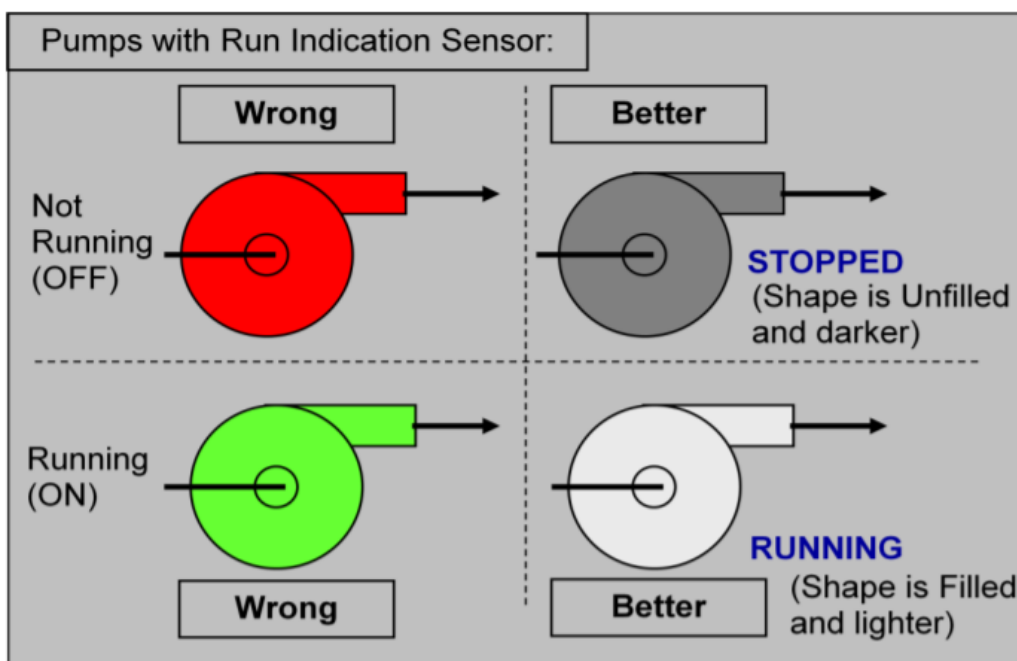 Pumps with Run Indication Sensor:
Wrong
Better
Not
Running
(OFF)
STOPPED
(Shape is Unfilled
and darker)
Running
(ON)
RUNNING
(Shape is Filled
and lighter)
Wrong
Better